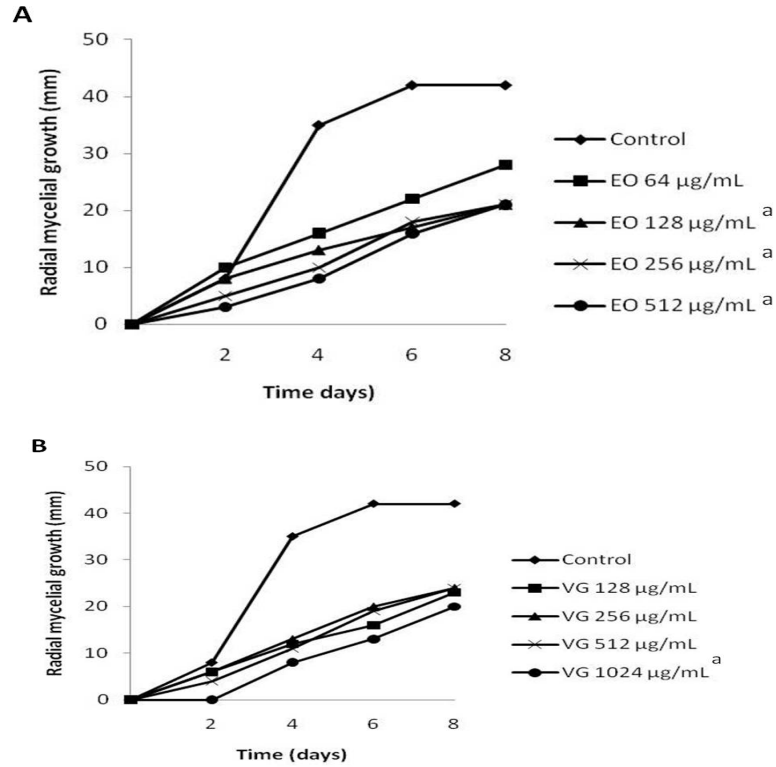 A
50
40
30
20
10
0
Radial mycelial growth (mm)
2 4 6 8
Time days)
Control
EO 64 µg/mL
EO 128 µg/mL a
EO 256 µg/mL a
EO 512 µg/mL a
B
50
40
30
20
10
0
Radial mycelial growth (mm)
2 4 6 8
Time (days)
Control
VG 128 µg/mL
VG 256 µg/mL
VG 512 µg/mL
VG 1024 µg/mL a